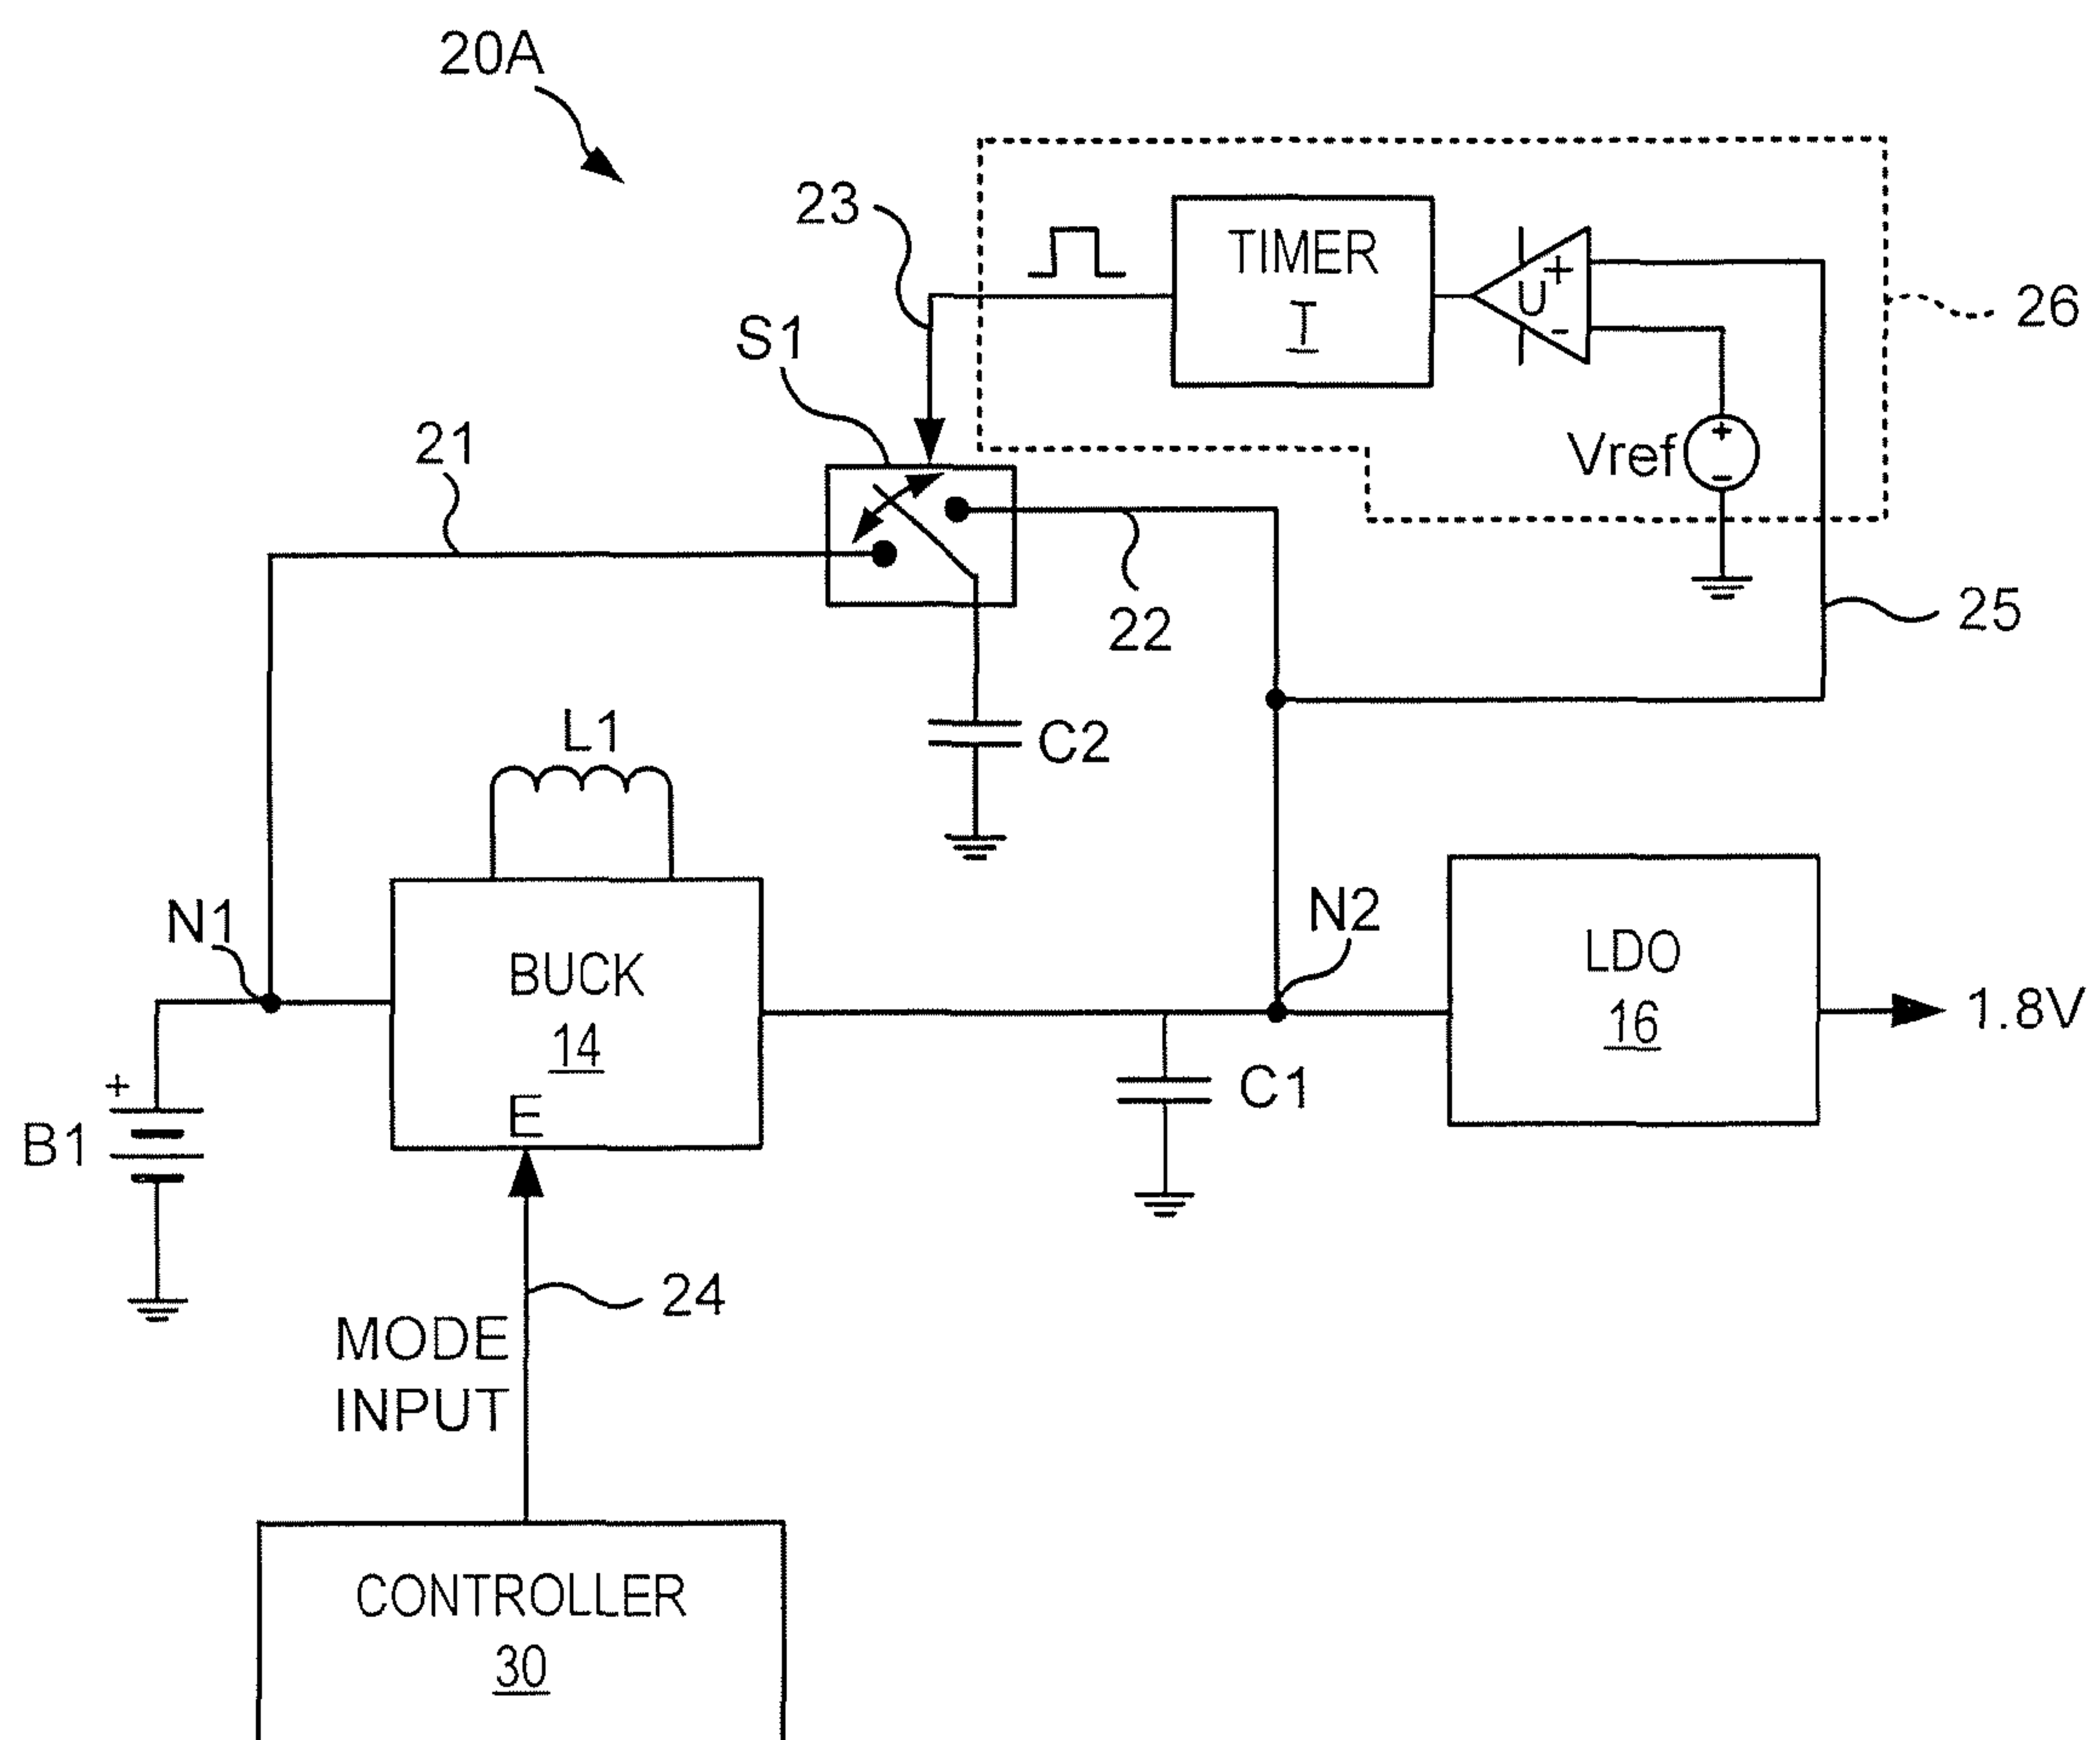 20A
23
TIMER
T
U
+
-
26
S1
Vref
+
-
21
22
25
L1
C2
N1
BUCK
14
E
N2
LDO
16
1.8V
+
B1
C1
24
MODE
INPUT
CONTROLLER
30